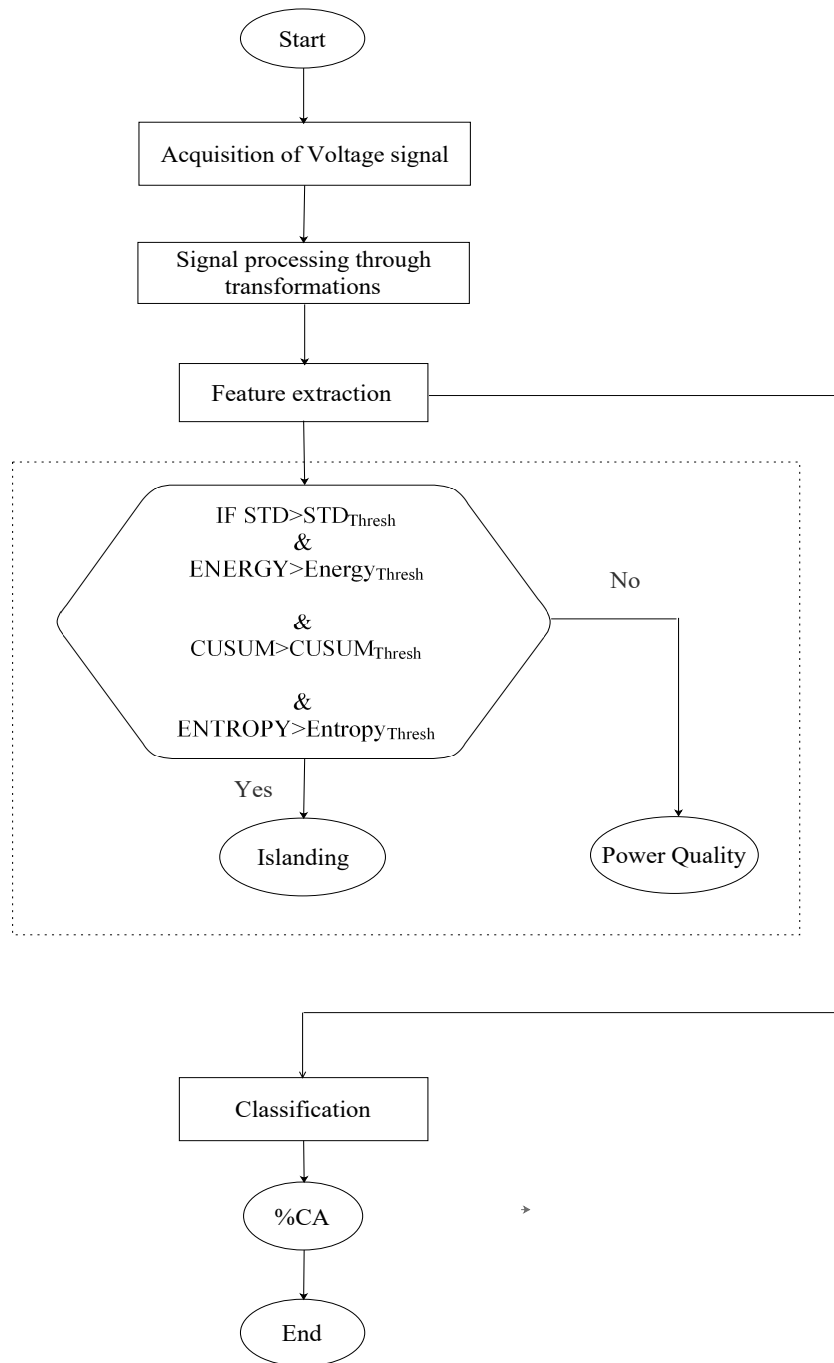 Start
Acquisition of Voltage signal
Signal processing through
transformations
Feature extraction
IF STD>STDThresh
&
ENERGY>EnergyThresh
&
CUSUM>CUSUMThresh
&
ENTROPY>EntropyThresh
No
Yes
Islanding
Power Quality
Classification
%CA
End